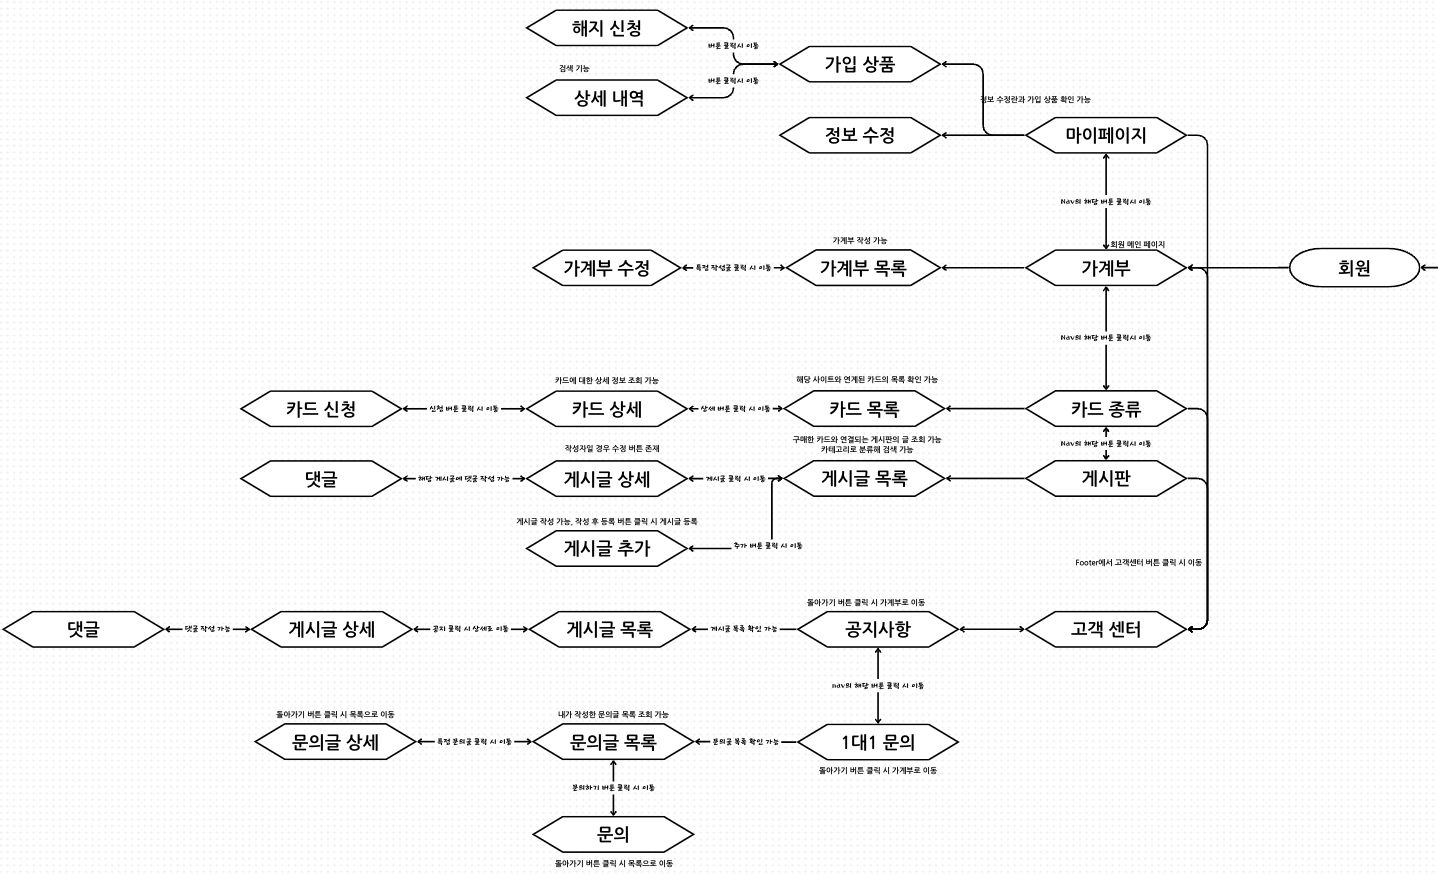 해지 신청
버튼 클릭시 이동
가입 상품
검색 기능
버튼 클릭시 이동
상세 내역
정보 수정란과 가입 상품 확인 가능
정보 수정
마이페이지
Nav의 해당 버튼 클릭시 이동
가계부 작성 가능
회원 메인 페이지
가계부 수정
특정 작성글 클릭 시 이동
가계부 목록
가계부
회원
Nav의 해당 버튼 클릭시 이동
카드에 대한 상세 정보 조회 가능
해당 사이트와 연계된 카드의 목록 확인 가능
카드 신청
신청 버튼 클릭 시 이동
카드 상세
상세 버튼 클릭 시 이동
카드 목록
카드 종류
구매한 카드와 연결되는 게시판의 글 조회 가능
카테고리로 분류해 검색 가능
Nav의 해당 버튼 클릭시 이동
작성자일 경우 수정 버튼 존재
댓글
해당 게시글에 댓글 작성 가능
게시글 상세
게시글 클릭 시 이동
게시글 목록
게시판
게시글 작성 가능, 작성 후 등록 버튼 클릭 시 게시글 등록
게시글 추가
추가 버튼 클릭 시 이동
Footer에서 고객센터 버튼 클릭 시 이동
돌아가기 버튼 클릭 시 가계부로 이동
댓글
댓글 작성 가능
게시글 상세
공지 클릭 시 상세로 이동
게시글 목록
게시글 목록 확인 가능
공지사항
고객 센터
nav의 해당 버튼 클릭 시 이동
돌아가기 버튼 클릭 시 목록으로 이동
내가 작성한 문의글 목록 조회 가능
문의글 상세
특정 문의글 클릭 시 이동
문의글 목록
문의글 목록 확인 가능
1대1 문의
돌아가기 버튼 클릭 시 가계부로 이동
문의하기 버튼 클릭 시 이동
문의
돌아가기 버튼 클릭 시 목록으로 이동